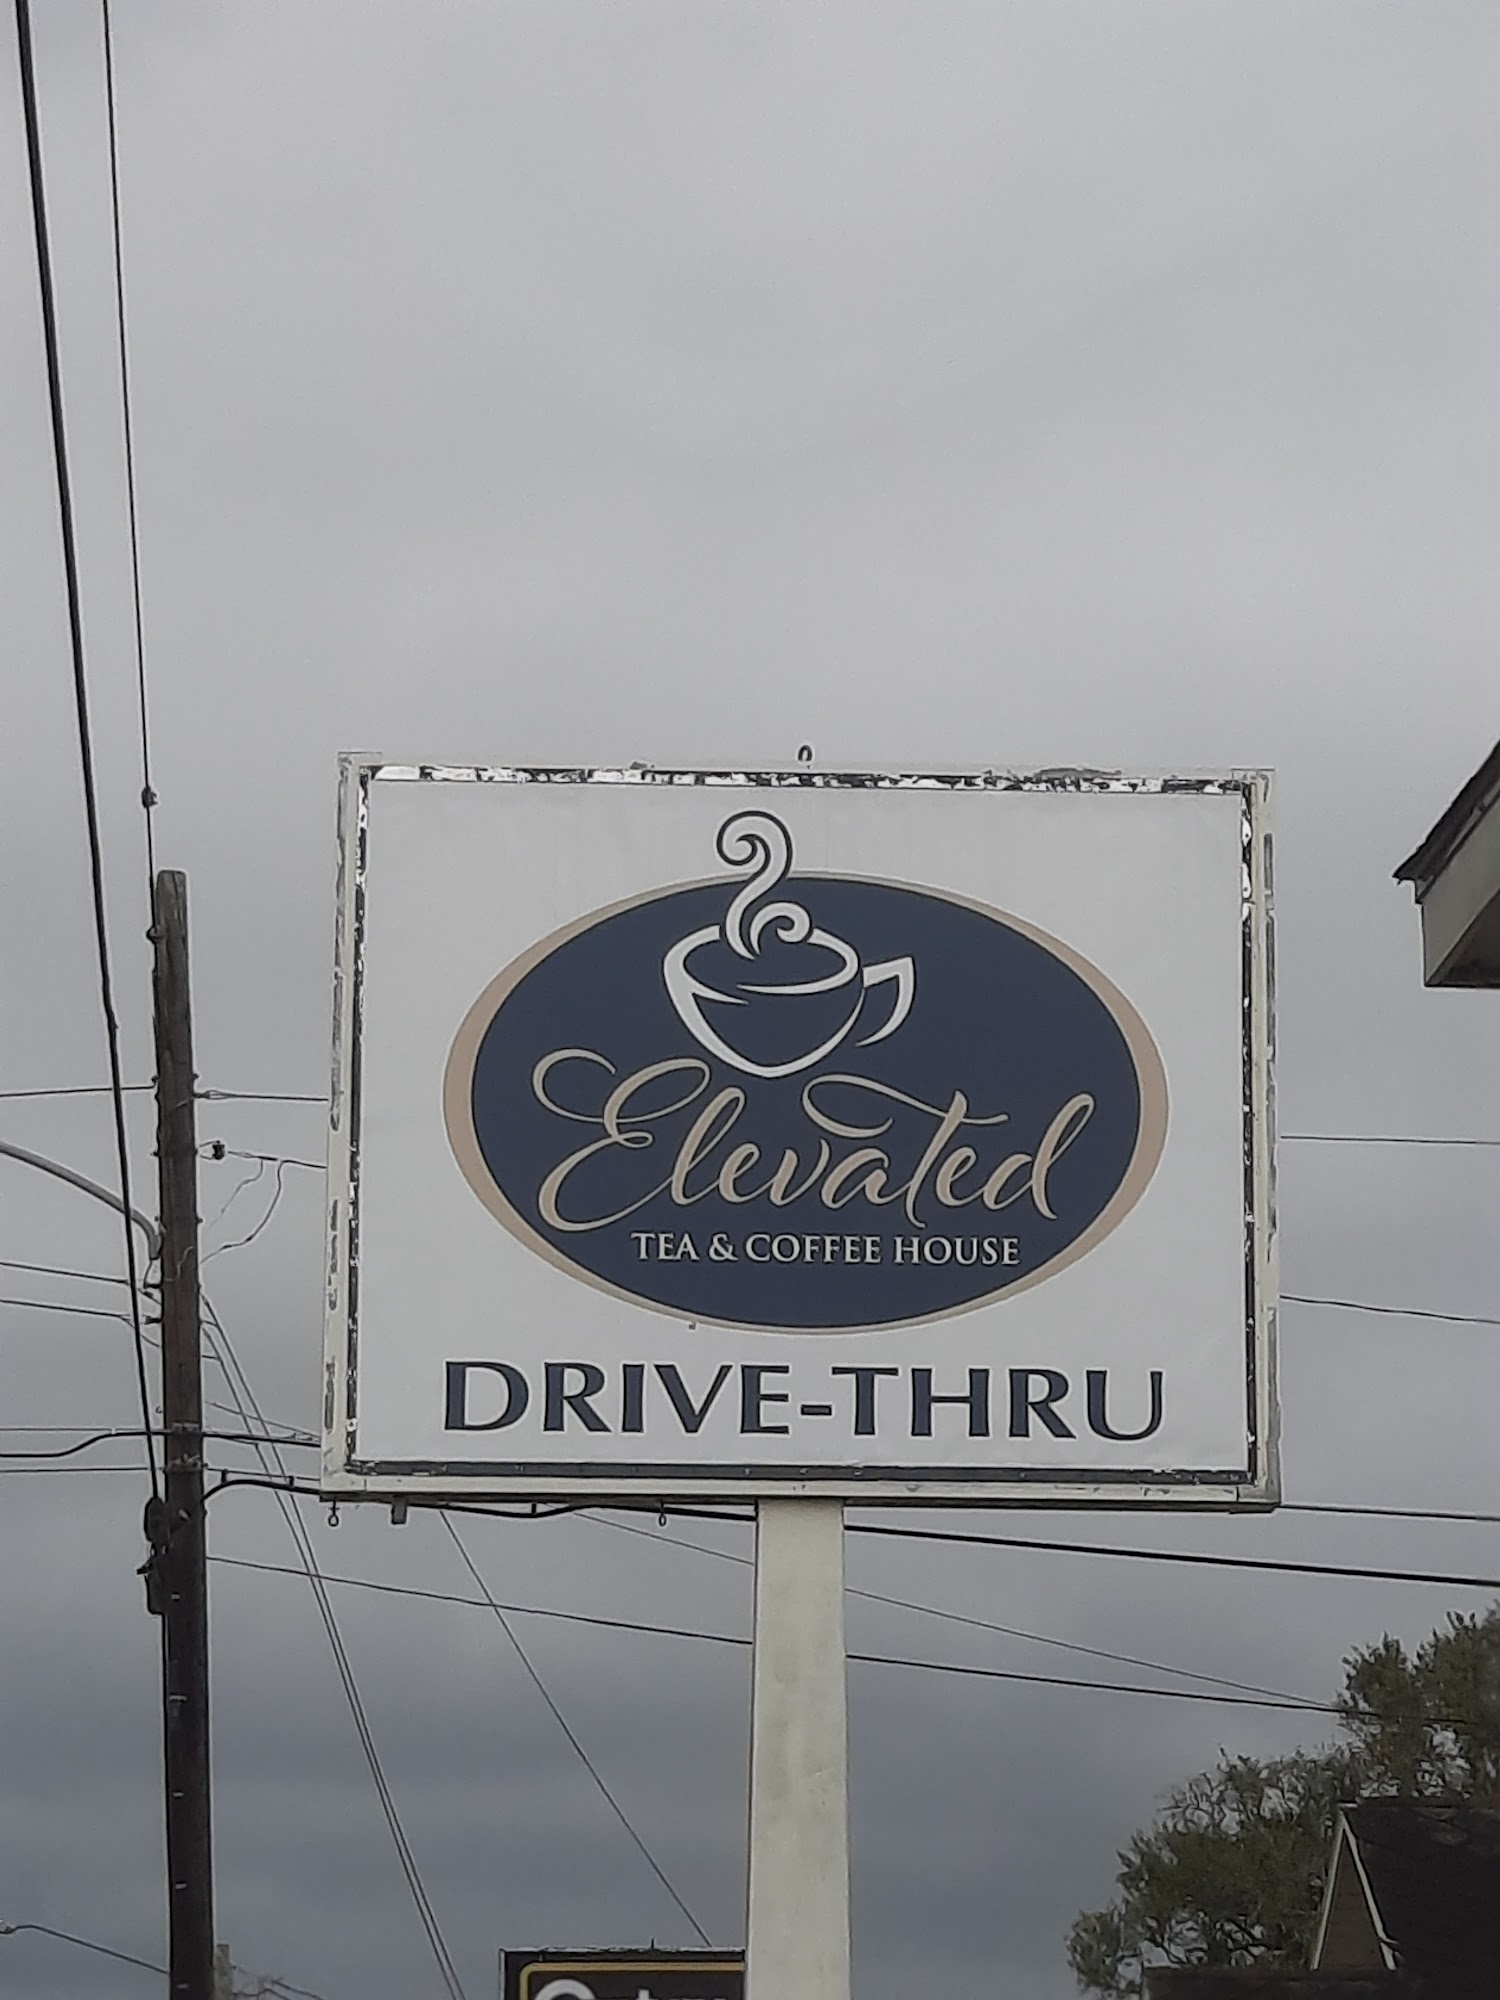 Elevated
TEA & COFFEE HOUSE
DRIVE-THRU